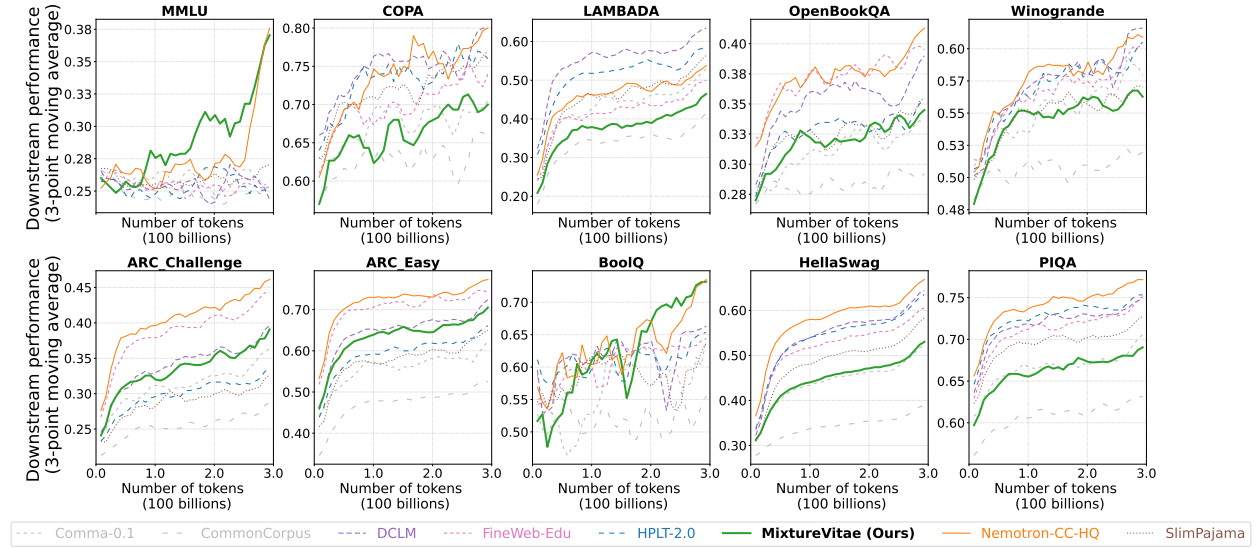 MMLU
COPA
LAMBADA
OpenBookQA
Winogrande
Downstream performance
(3-point moving average)
0.38
0.35
0.33
0.30
0.28
0.25
0.80
0.75
0.70
0.65
0.60
0.60
0.50
0.40
0.30
0.20
0.40
0.38
0.35
0.33
0.30
0.28
0.60
0.57
0.55
0.53
0.50
0.48
Number of tokens
(100 billions)
Number of tokens
(100 billions)
Number of tokens
(100 billions)
Number of tokens
(100 billions)
Number of tokens
(100 billions)
ARC_Challenge
ARC_Easy
BoolQ
HellaSwag
PIQA
Downstream performance
(3-point moving average)
0.45
0.40
0.35
0.30
0.25
0.70
0.60
0.50
0.40
0.70
0.65
0.60
0.55
0.50
0.60
0.50
0.40
0.30
0.75
0.70
0.65
0.60
0.0 1.0 2.0 3.0
0.0 1.0 2.0 3.0
0.0 1.0 2.0 3.0
0.0 1.0 2.0 3.0
0.0 1.0 2.0 3.0
Number of tokens
(100 billions)
Number of tokens
(100 billions)
Number of tokens
(100 billions)
Number of tokens
(100 billions)
Number of tokens
(100 billions)
Comma-0.1 CommonCorpus DCLM FineWeb-Edu HPLT-2.0 MixtureVitae (Ours) Nemotron-CC-HQ SlimPajama